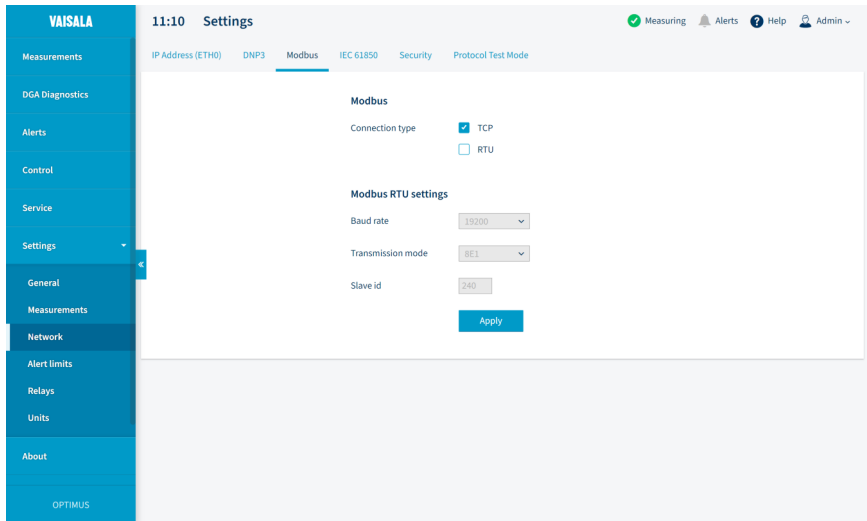 VAISALA
11:10 Settings
Measuring Alerts Help Admin
Measurements
DGA Diagnostics
Alerts
Control
Service
Settings
General
Measurements
Network
Alert limits
Relays
Units
About
OPTIMUS
IP Address (ETH0) DNP3 Modbus IEC 61850 Security Protocol Test Mode
Modbus
Connection type TCP
RTU
Modbus RTU settings
Baud rate 19200
Transmission mode 8E1
Slave id 240
Apply